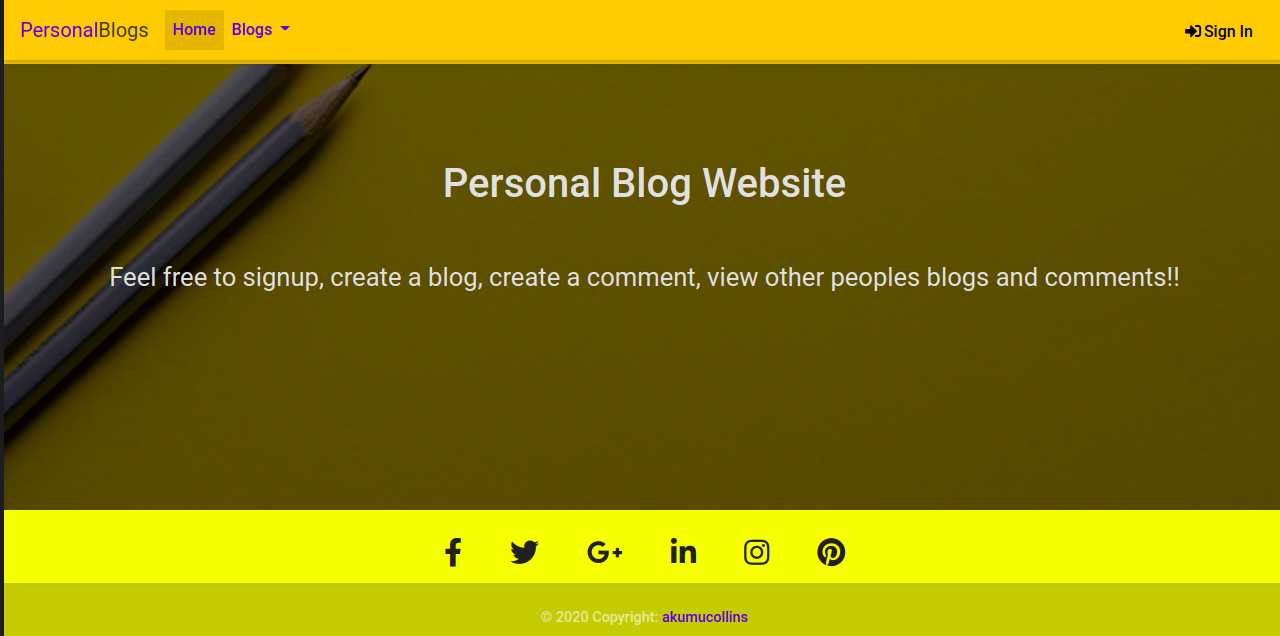 PersonalBlogs Home Blogs Sign In
Personal Blog Website
Feel free to signup, create a blog, create a comment, view other peoples blogs and comments!!
© 2020 Copyright: akumucollins